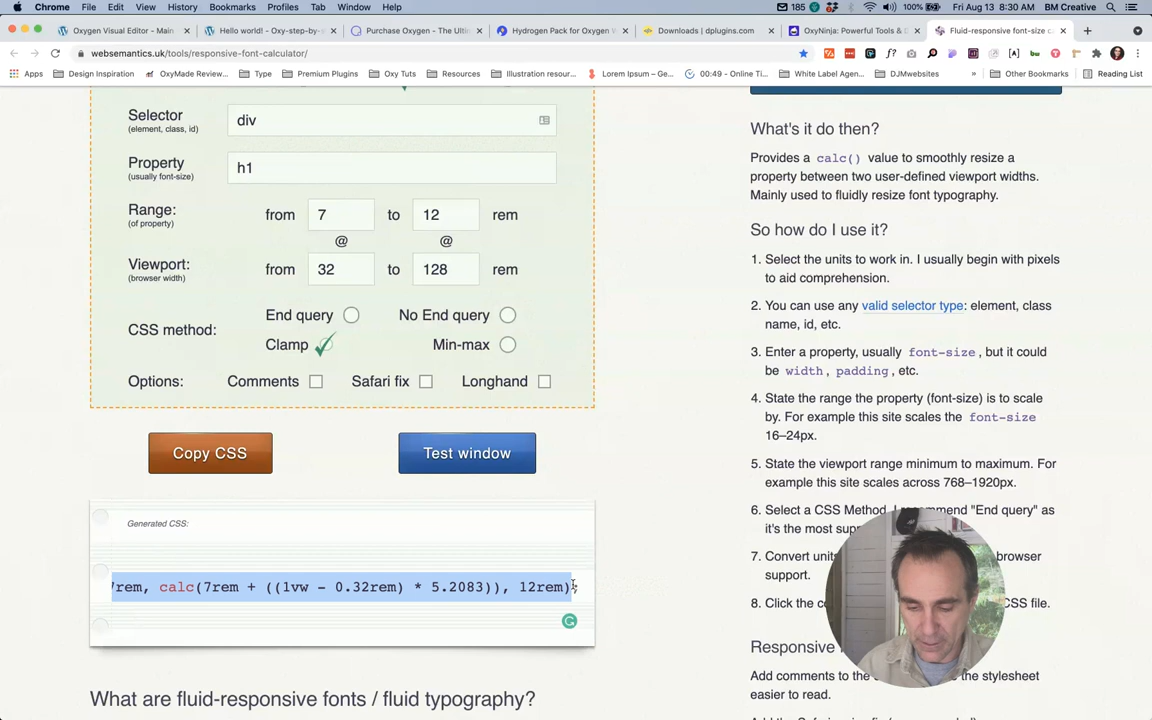 Chrome File Edit View History Bookmarks Profiles Tab Window Help 185 100% Fri Aug 13 8:30 AM BM Creative
Oxygen Visual Editor - Main × Hello world! - Oxy-step-by-s × Purchase Oxygen - The Ultim × Hydrogen Pack for Oxygen V × Downloads | dplugins.com × OxyNinja: Powerful Tools & C × Fluid-responsive font-size ca × +
websemantics.uk/tools/responsive-font-calculator/
Apps Design Inspiration OxyMade Review... Type Premium Plugins Oxy Tuts Resources Illustration resour... Lorem Ipsum – Ge... 00:49 - Online Ti... White Label Agen... DJMwebsites » Other Bookmarks Reading List
Selector
(element, class, id)
div
Property
(usually font-size)
h1
Range:
(of property)
from 7 to 12 rem
@ @
Viewport:
(browser width)
from 32 to 128 rem
CSS method:
End query No End query
Clamp Min-max
Options: Comments Safari fix Longhand
Copy CSS Test window
Generated CSS:
rem, calc(7rem + ((1vw - 0.32rem) * 5.2083)), 12rem);
What are fluid-responsive fonts / fluid typography?
What's it do then?
Provides a calc() value to smoothly resize a
property between two user-defined viewport widths.
Mainly used to fluidly resize font typography.
So how do I use it?
1. Select the units to work in. I usually begin with pixels
to aid comprehension.
2. You can use any valid selector type: element, class
name, id, etc.
3. Enter a property, usually font-size, but it could
be width, padding, etc.
4. State the range the property (font-size) is to scale
by. For example this site scales the font-size
16–24px.
5. State the viewport range minimum to maximum. For
example this site scales across 768–1920px.
6. Select a CSS Method. I recommend "End query" as
it's the most sup
7. Convert units browser
support.
8. Click the co CSS file.
Responsive
Add comments to the the stylesheet
easier to read.